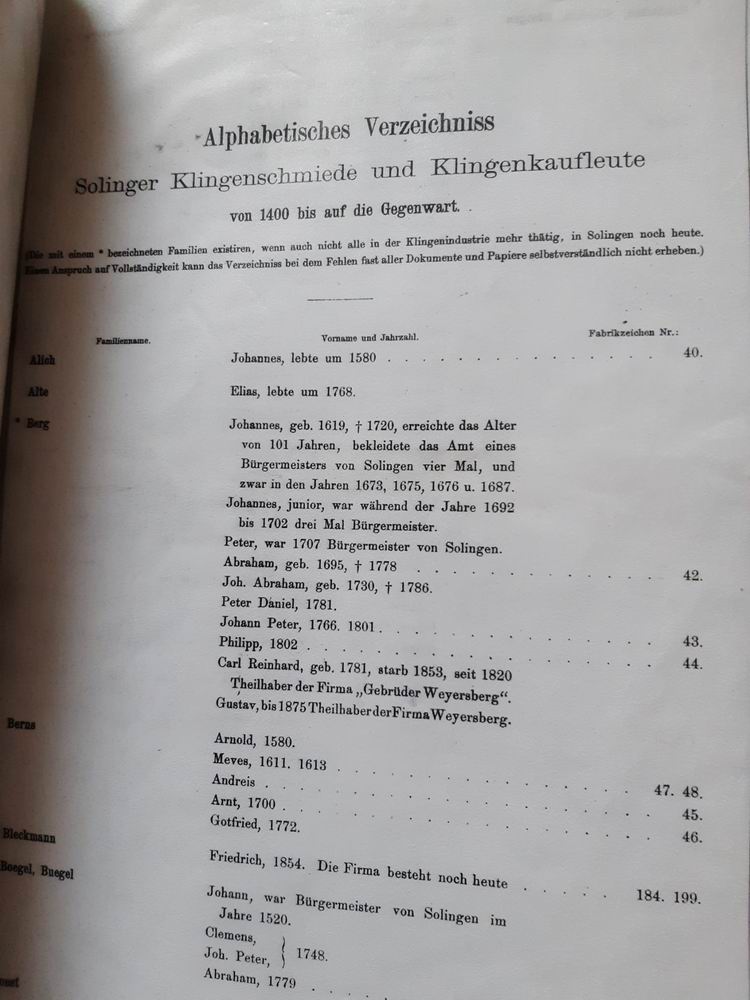 Alphabetisches Verzeichniss
Solinger Klingenschmiede und Klingenkaufleute
von 1400 bis auf die Gegenwart.
(Die mit einem * bezeichneten Familien existiren, wenn auch nicht alle in der Klingenindustrie mehr thätig, in Solingen noch heute.
Einen Anspruch auf Vollständigkeit kann das Verzeichniss bei dem Fehlen fast aller Dokumente und Papiere selbstverständlich nicht erheben.)
Familienname. Vorname und Jahrzahl. Fabrikzeichen Nr.:
Alich Johannes, lebte um 1580 . . . . . . . . . . . 40.
Alte Elias, lebte um 1768.
* Berg Johannes, geb. 1619, † 1720, erreichte das Alter
von 101 Jahren, bekleidete das Amt eines
Bürgermeisters von Solingen vier Mal, und
zwar in den Jahren 1673, 1675, 1676 u. 1687.
Johannes, junior, war während der Jahre 1692
bis 1702 drei Mal Bürgermeister.
Peter, war 1707 Bürgermeister von Solingen.
Abraham, geb. 1695, † 1778 . . . . . . . . . . 42.
Joh. Abraham, geb. 1730, † 1786.
Peter Daniel, 1781.
Johann Peter, 1766. 1801 . . . . . . . . . . . 43.
Philipp, 1802 . . . . . . . . . . . . . 44.
Carl Reinhard, geb. 1781, starb 1853, seit 1820
Theilhaber der Firma „Gebrüder Weyersberg“.
Gustav, bis 1875 Theilhaber der Firma Weyersberg.
Berns Arnold, 1580.
Meves, 1611. 1613 . . . . . . . . . . . . 47. 48.
Andreis . . . . . . . . . . . . . . 45.
Arnt, 1700 . . . . . . . . . . . . . 46.
Gotfried, 1772.
Bleckmann Friedrich, 1854. Die Firma besteht noch heute . . . . . 184. 199.
Boegel, Buegel Johann, war Bürgermeister von Solingen im
Jahre 1520.
Clemens,
Joh. Peter, } 1748.
Abraham, 1779 . . . .